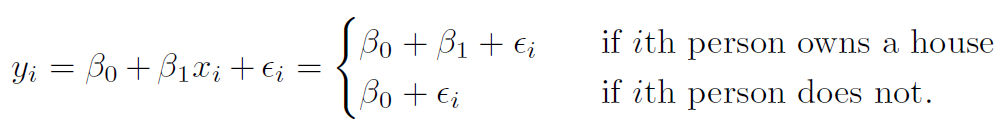 yᵢ = β₀ + β₁xᵢ + ϵᵢ = { β₀ + β₁ + ϵᵢ if ith person owns a house
β₀ + ϵᵢ if ith person does not.